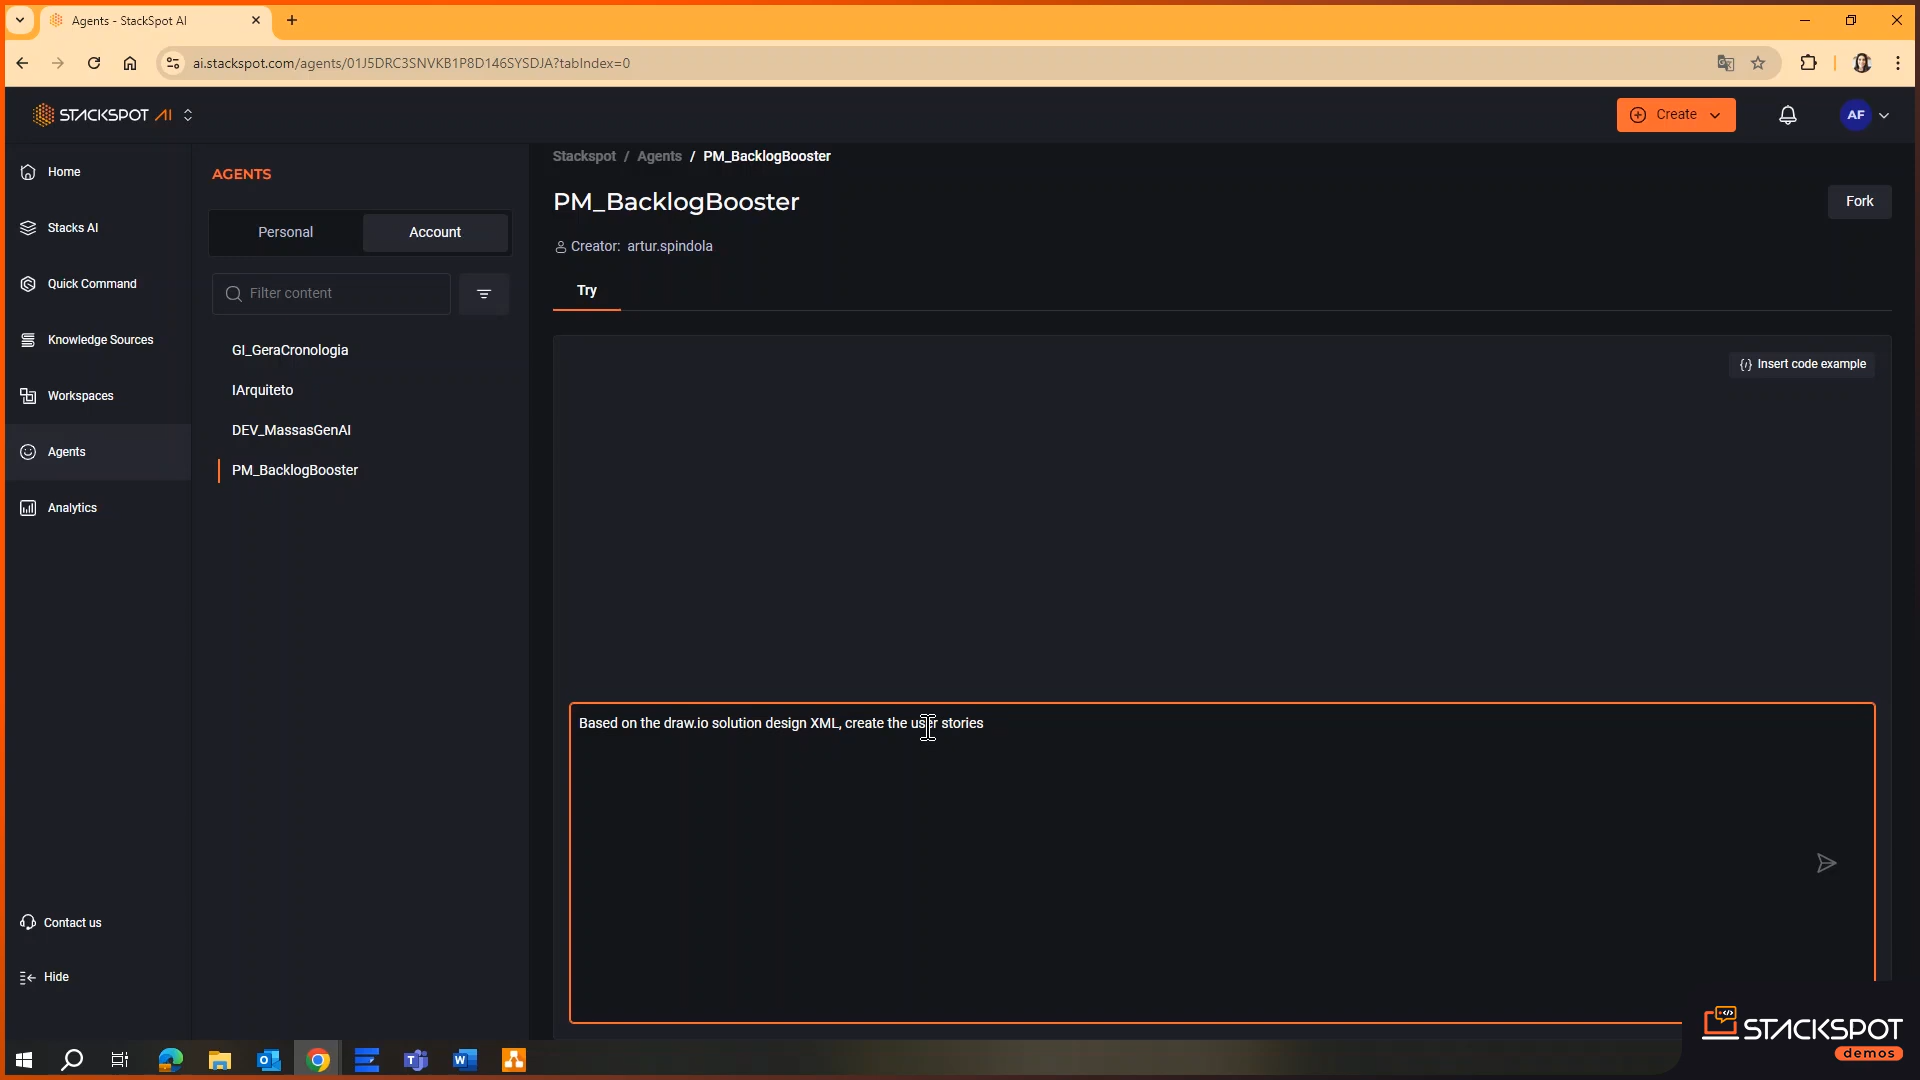 Agents - StackSpot AI
ai.stackspot.com/agents/01J5DRC3SNVKB1P8D146SYSDJA?tabIndex=0
STACKSPOT AI
Create
AF
Home
Stacks AI
Quick Command
Knowledge Sources
Workspaces
Agents
Analytics
Contact us
Hide
AGENTS
Personal
Account
Filter content
GI_GeraCronologia
IArquiteto
DEV_MassasGenAI
PM_BacklogBooster
Stackspot / Agents / PM_BacklogBooster
PM_BacklogBooster
Fork
Creator: artur.spindola
Try
Insert code example
Based on the draw.io solution design XML, create the user stories
STACKSPOT
demos